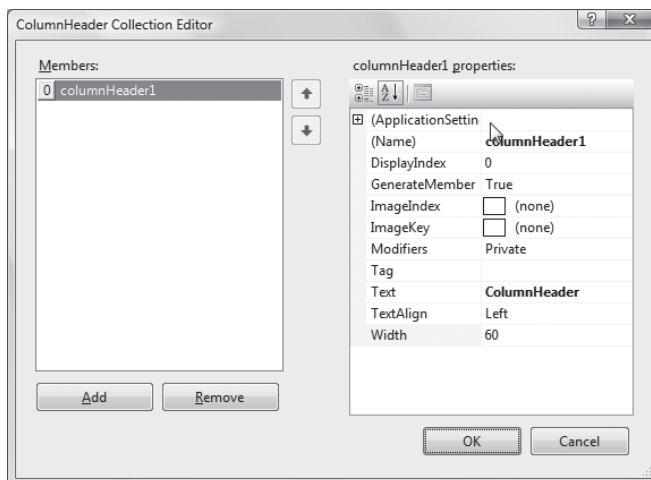 ColumnHeader Collection Editor
Members:
0 columnHeader1
Add
Remove
columnHeader1 properties:
(ApplicationSettin
(Name) columnHeader1
DisplayIndex 0
GenerateMember True
ImageIndex (none)
ImageKey (none)
Modifiers Private
Tag
Text ColumnHeader
TextAlign Left
Width 60
OK
Cancel